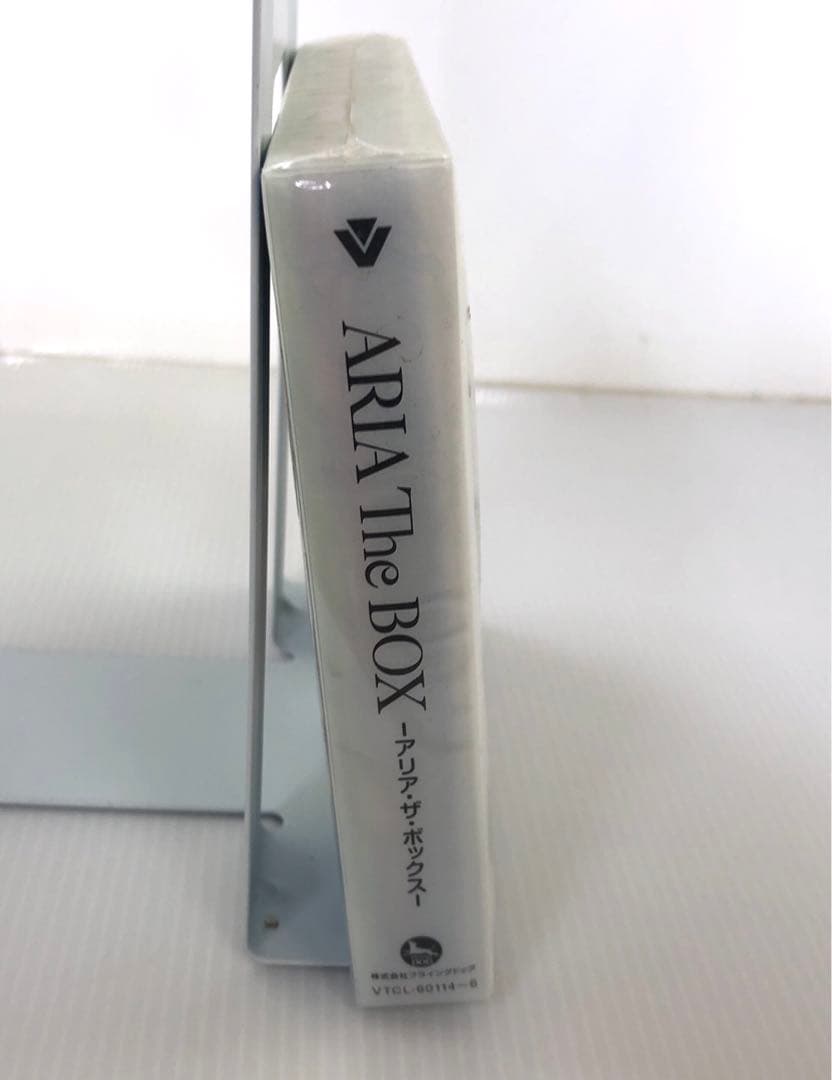 ARIA The BOX
-アリア・ザ・ボックス-
DOG
株式会社フライングドッグ
VTCL-60114~6